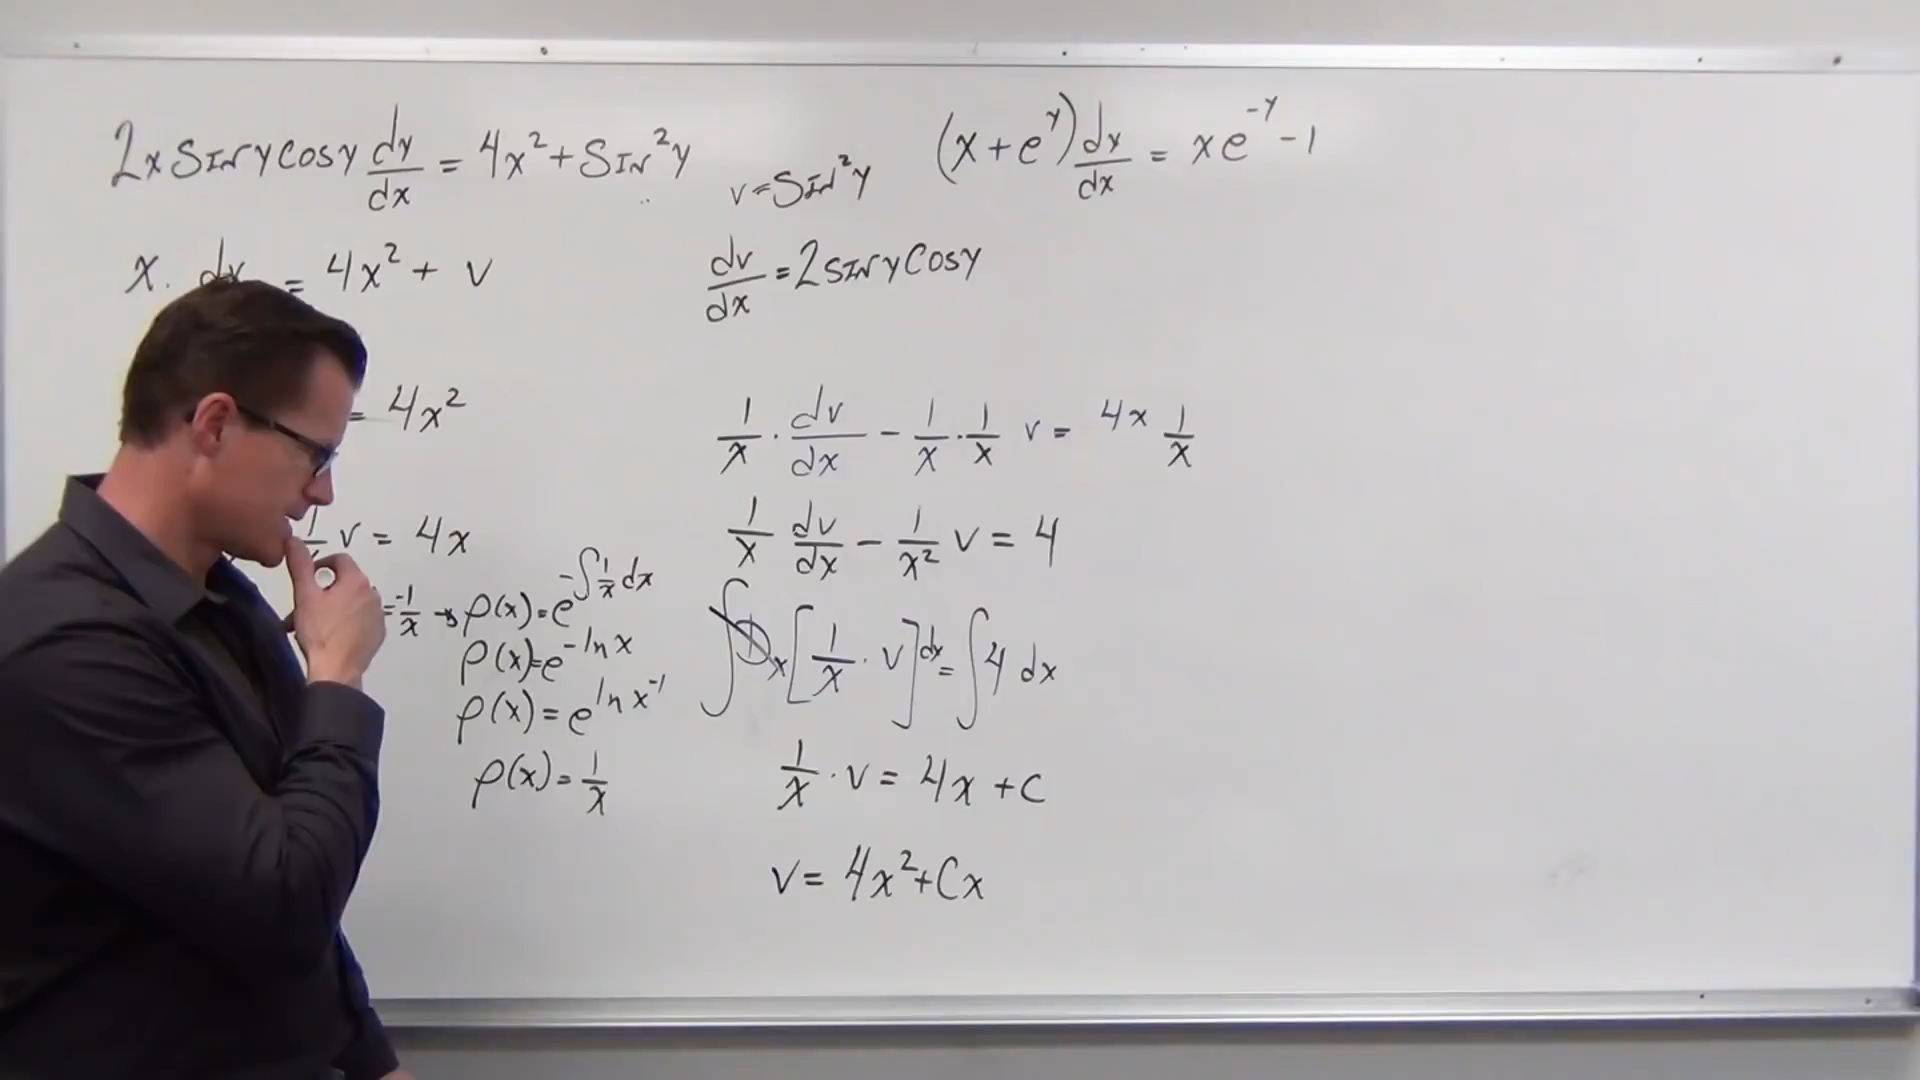 2x sin y cos y dy/dx = 4x² + sin² y
v = sin² y
(x + e^y) dy/dx = xe^-y - 1
x · dv = 4x² + v
dv/dx = 2 sin y cos y
= 4x²
1/x · dv/dx - 1/x · 1/x v = 4x 1/x
v = 4x
1/x dv/dx - 1/x² v = 4
= -1/x → ρ(x) = e^-∫ 1/x dx
ρ(x) = e^-ln x
∫ D_x [1/x · v] dx = ∫ 4 dx
ρ(x) = e^ln x^-1
ρ(x) = 1/x
1/x · v = 4x + C
v = 4x² + Cx